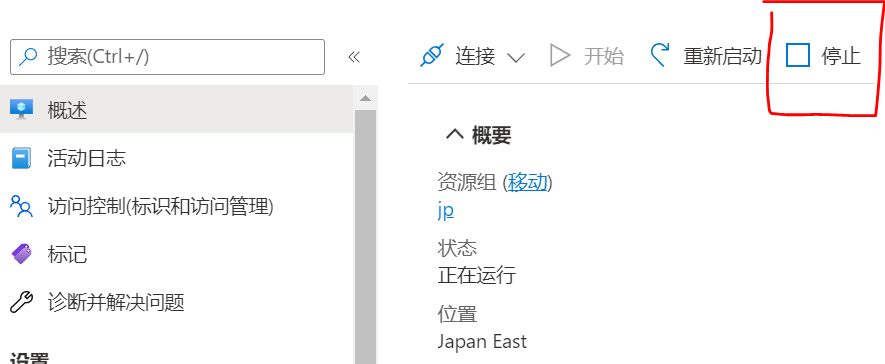 搜索(Ctrl+/)
«
连接
开始
重新启动
停止
概述
活动日志
访问控制(标识和访问管理)
标记
诊断并解决问题
设置
概要
资源组 (移动)
jp
状态
正在运行
位置
Japan East